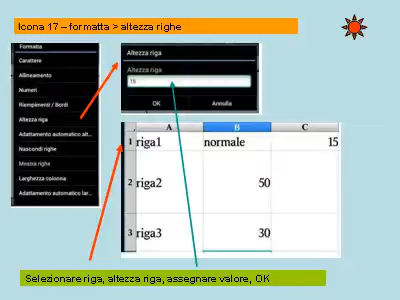 Icona 17 – formatta > altezza righe
Formatta
Carattere
Allineamento
Numeri
Riempimenti / Bordi
Altezza riga
Adattamento automatico alt...
Nascondi righe
Mostra righe
Larghezza colonna
Adattamento automatico lar...
Altezza riga
Altezza riga
15
OK Annulla
A B C
1 riga1 normale 15
2 riga2 50
3 riga3 30
Selezionare riga, altezza riga, assegnare valore, OK